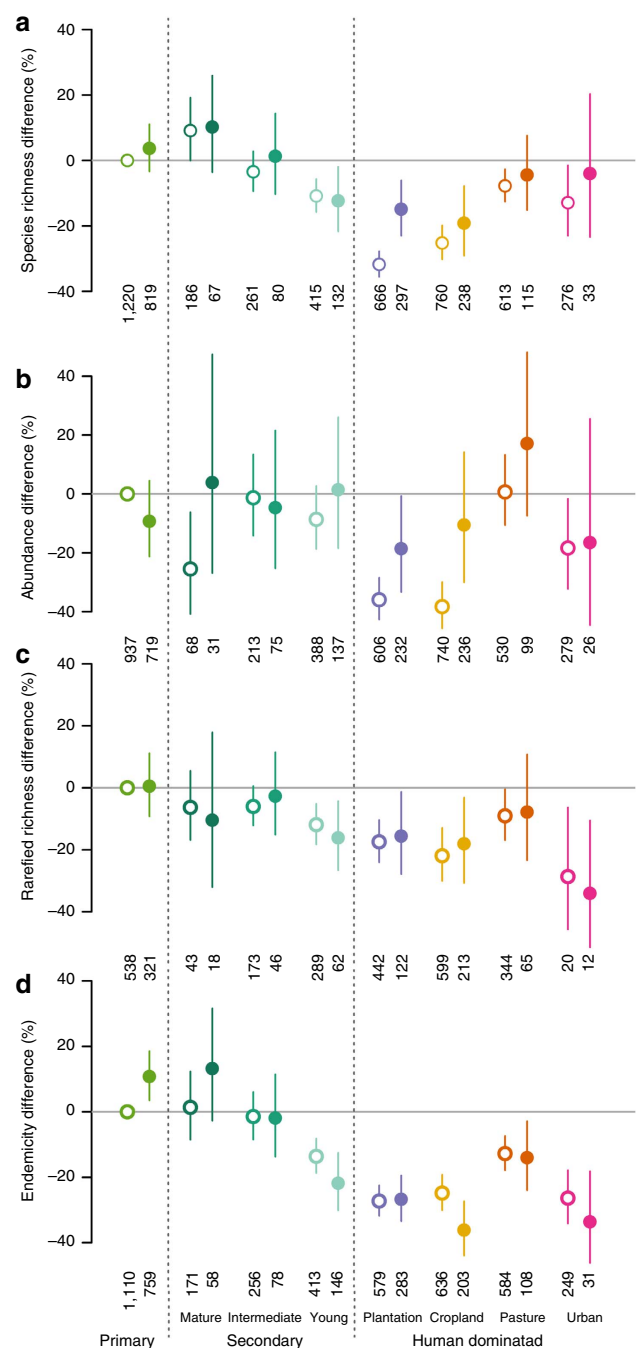 a
Species richness difference (%)
40
20
0
–20
–40
1,220 819 186 67 261 80 415 132 666 297 760 238 613 115 276 33
b
Abundance difference (%)
40
20
0
–20
–40
937 719 68 31 213 75 388 137 606 232 740 236 530 99 279 26
c
Rarefied richness difference (%)
40
20
0
–20
–40
538 321 43 18 173 46 289 62 442 122 599 213 344 65 20 12
d
Endemicity difference (%)
40
20
0
–20
–40
1,110 759 171 58 256 78 413 146 579 283 636 203 584 108 249 31
Mature Intermediate Young Plantation Cropland Pasture Urban
Primary Secondary Human dominatad